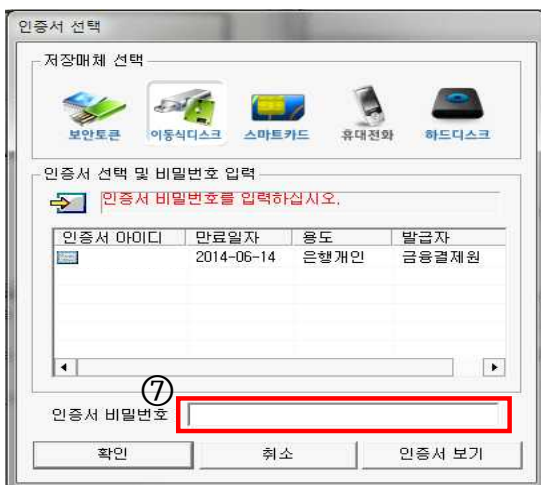 인증서 선택
저장매체 선택
보안토큰 이동식디스크 스마트카드 휴대전화 하드디스크
인증서 선택 및 비밀번호 입력
인증서 비밀번호를 입력하십시오.
인증서 아이디 만료일자 용도 발급자
2014-06-14 은행개인 금융결제원
⑦
인증서 비밀번호
확인 취소 인증서 보기